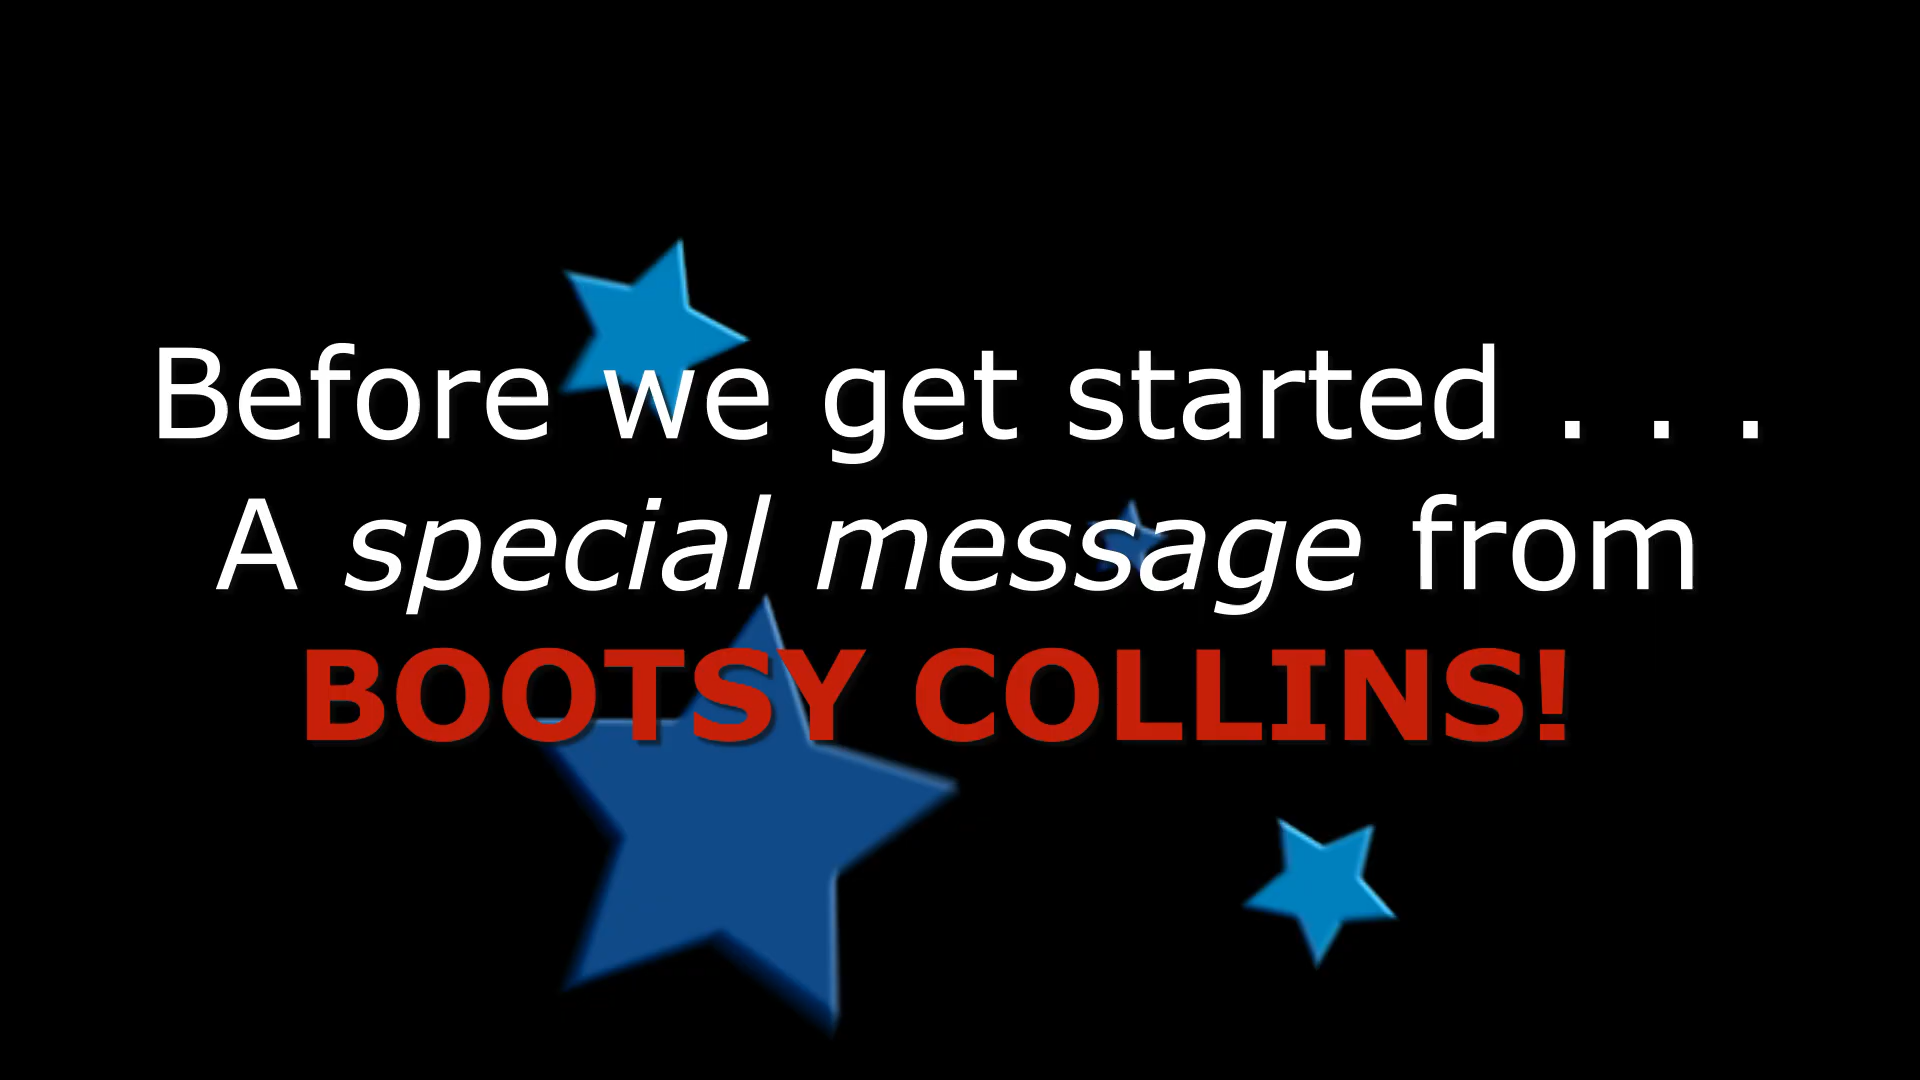 Before we get started . . .
A special message from
BOOTSY COLLINS!